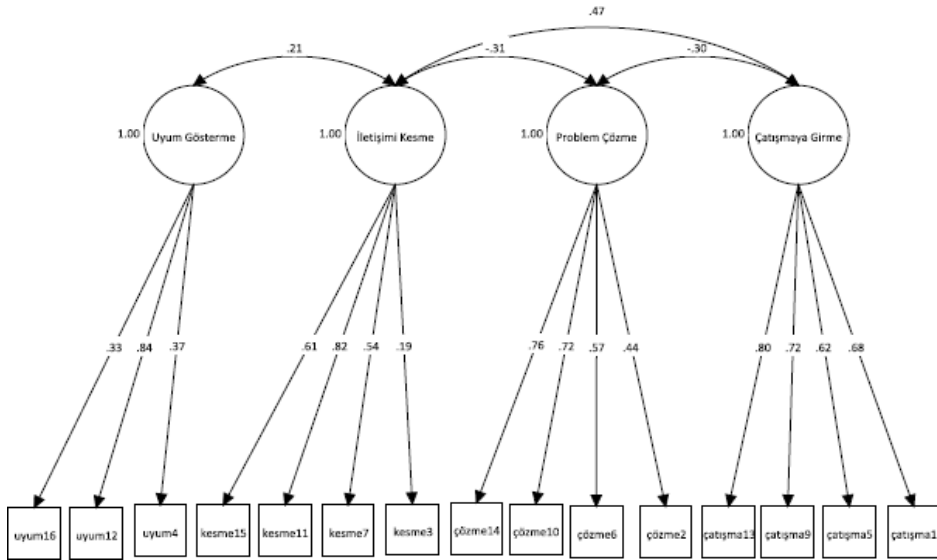 .47
.21
-.31
-.30
1.00
Uyum Gösterme
1.00
İletişimi Kesme
1.00
Problem Çözme
1.00
Çatışmaya Girme
.33
.84
.37
.61
.82
.54
.19
.76
.72
.57
.44
.80
.72
.62
.68
uyum16
uyum12
uyum4
kesme15
kesme11
kesme7
kesme3
çözme14
çözme10
çözme6
çözme2
çatışma13
çatışma9
çatışma5
çatışma1